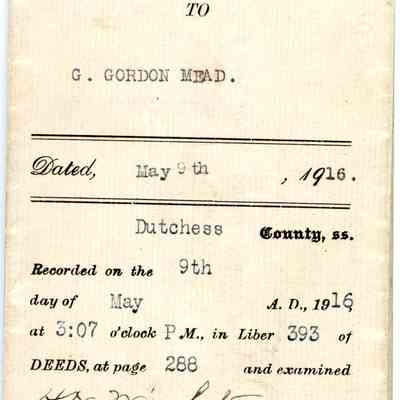 TO
G. GORDON MEAD.
Dated, May 9th , 1916.
Dutchess County, ss.
Recorded on the 9th
day of May A. D., 1916,
at 3:07 o'clock P M., in Liber 393 of
DEEDS, at page 288 and examined